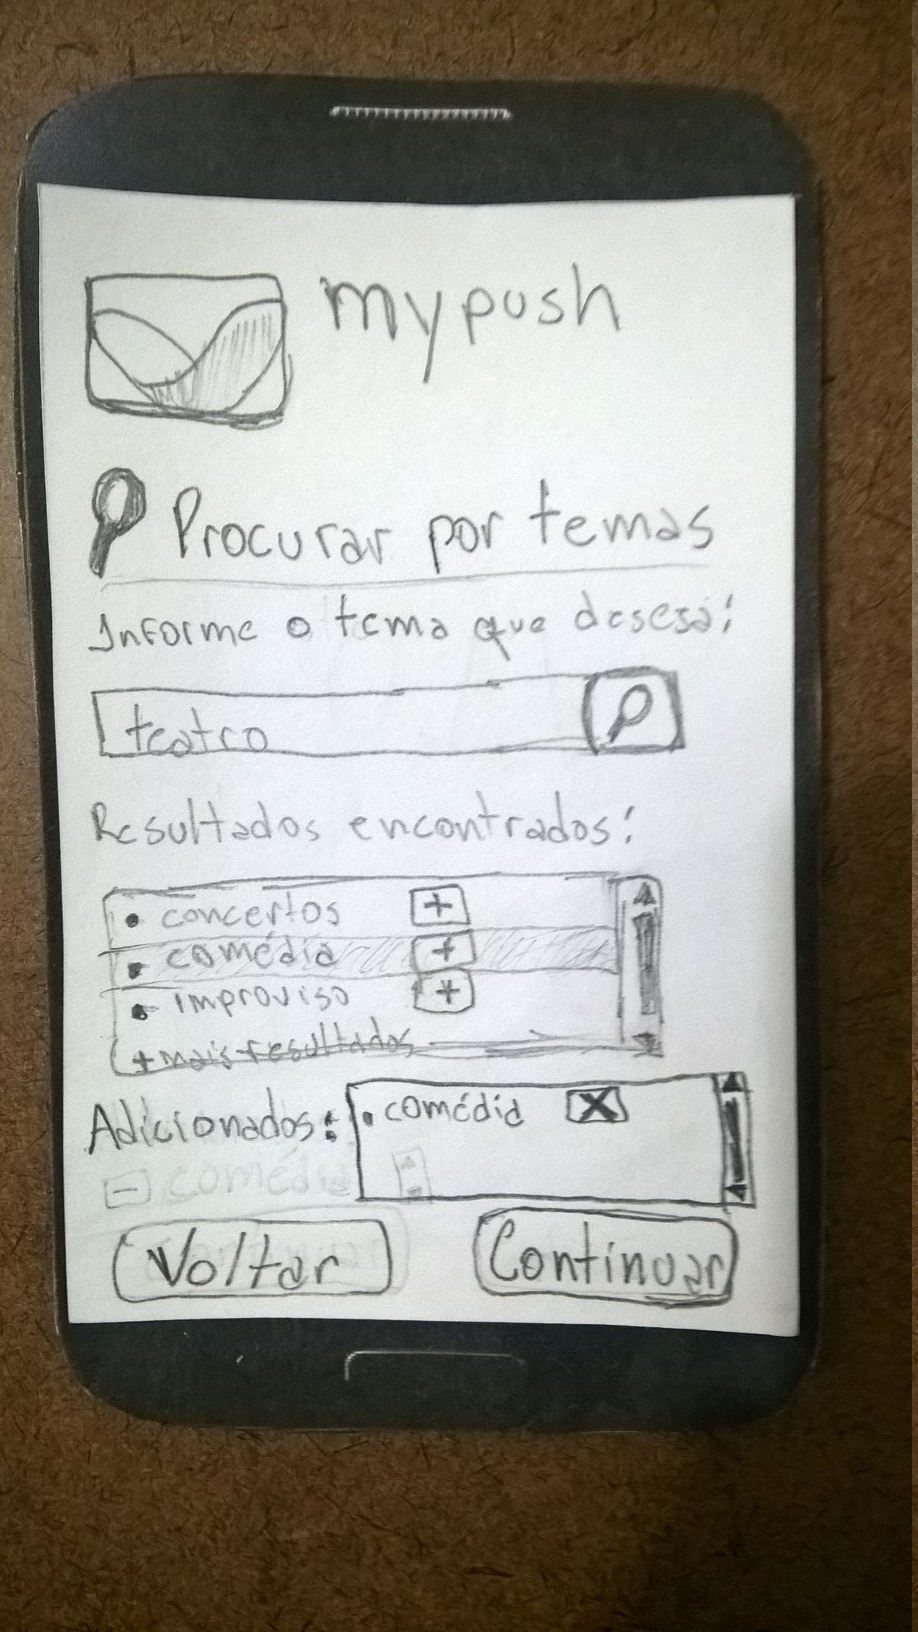 mypush
Procurar por temas
Informe o tema que deseja:
teatro
Resultados encontrados:
• concertos +
• comédia +
• improviso +
+ mais resultados
Adicionados: • comédia X
- comédia
Voltar Continuar